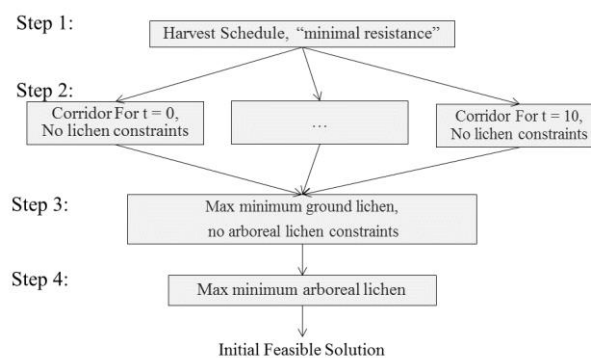 Step 1:
Harvest Schedule, “minimal resistance”
Step 2:
Corridor For t = 0,
No lichen constraints
...
Corridor For t = 10,
No lichen constraints
Step 3:
Max minimum ground lichen,
no arboreal lichen constraints
Step 4:
Max minimum arboreal lichen
Initial Feasible Solution